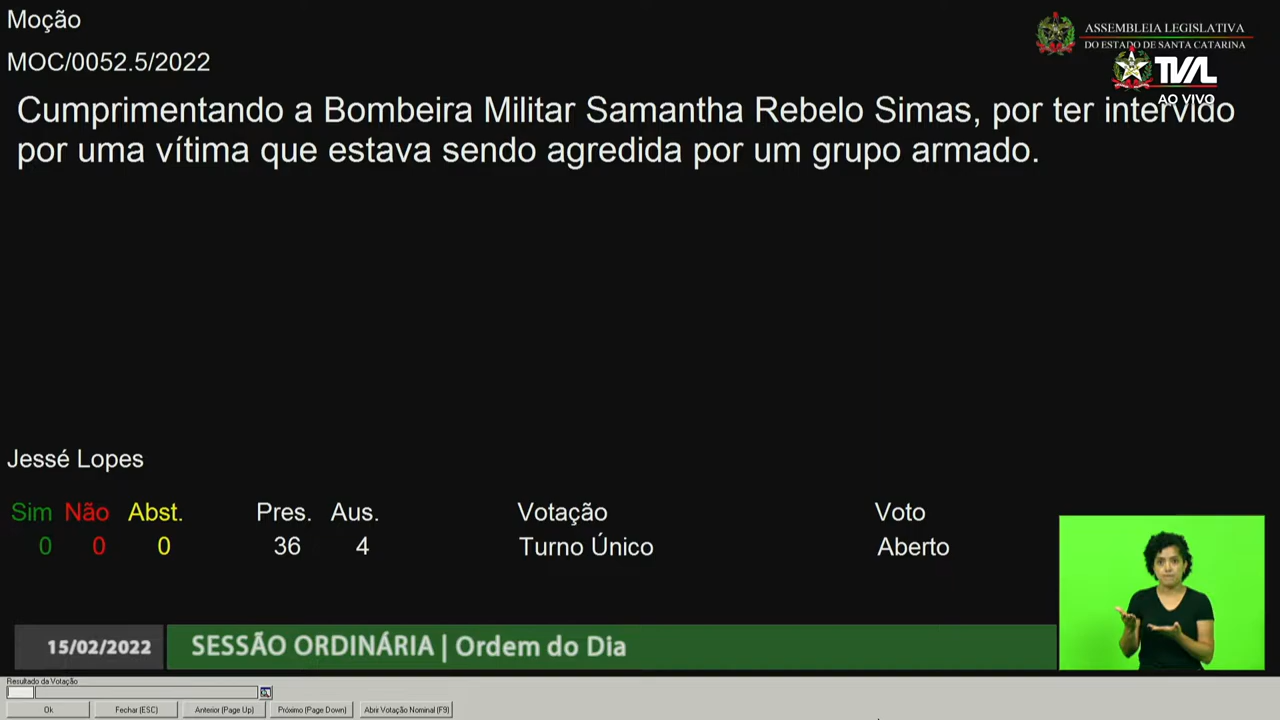 Moção
MOC/0052.5/2022
ASSEMBLEIA LEGISLATIVA
DO ESTADO DE SANTA CATARINA
TVAL
AO VIVO
Cumprimentando a Bombeira Militar Samantha Rebelo Simas, por ter intervido
por uma vítima que estava sendo agredida por um grupo armado.
Jessé Lopes
Sim Não Abst. Pres. Aus. Votação Voto
0 0 0 36 4 Turno Único Aberto
15/02/2022 SESSÃO ORDINÁRIA | Ordem do Dia
Resultado da Votação
Ok Fechar (ESC) Anterior (Page Up) Próximo (Page Down) Abrir Votação Nominal (F9)